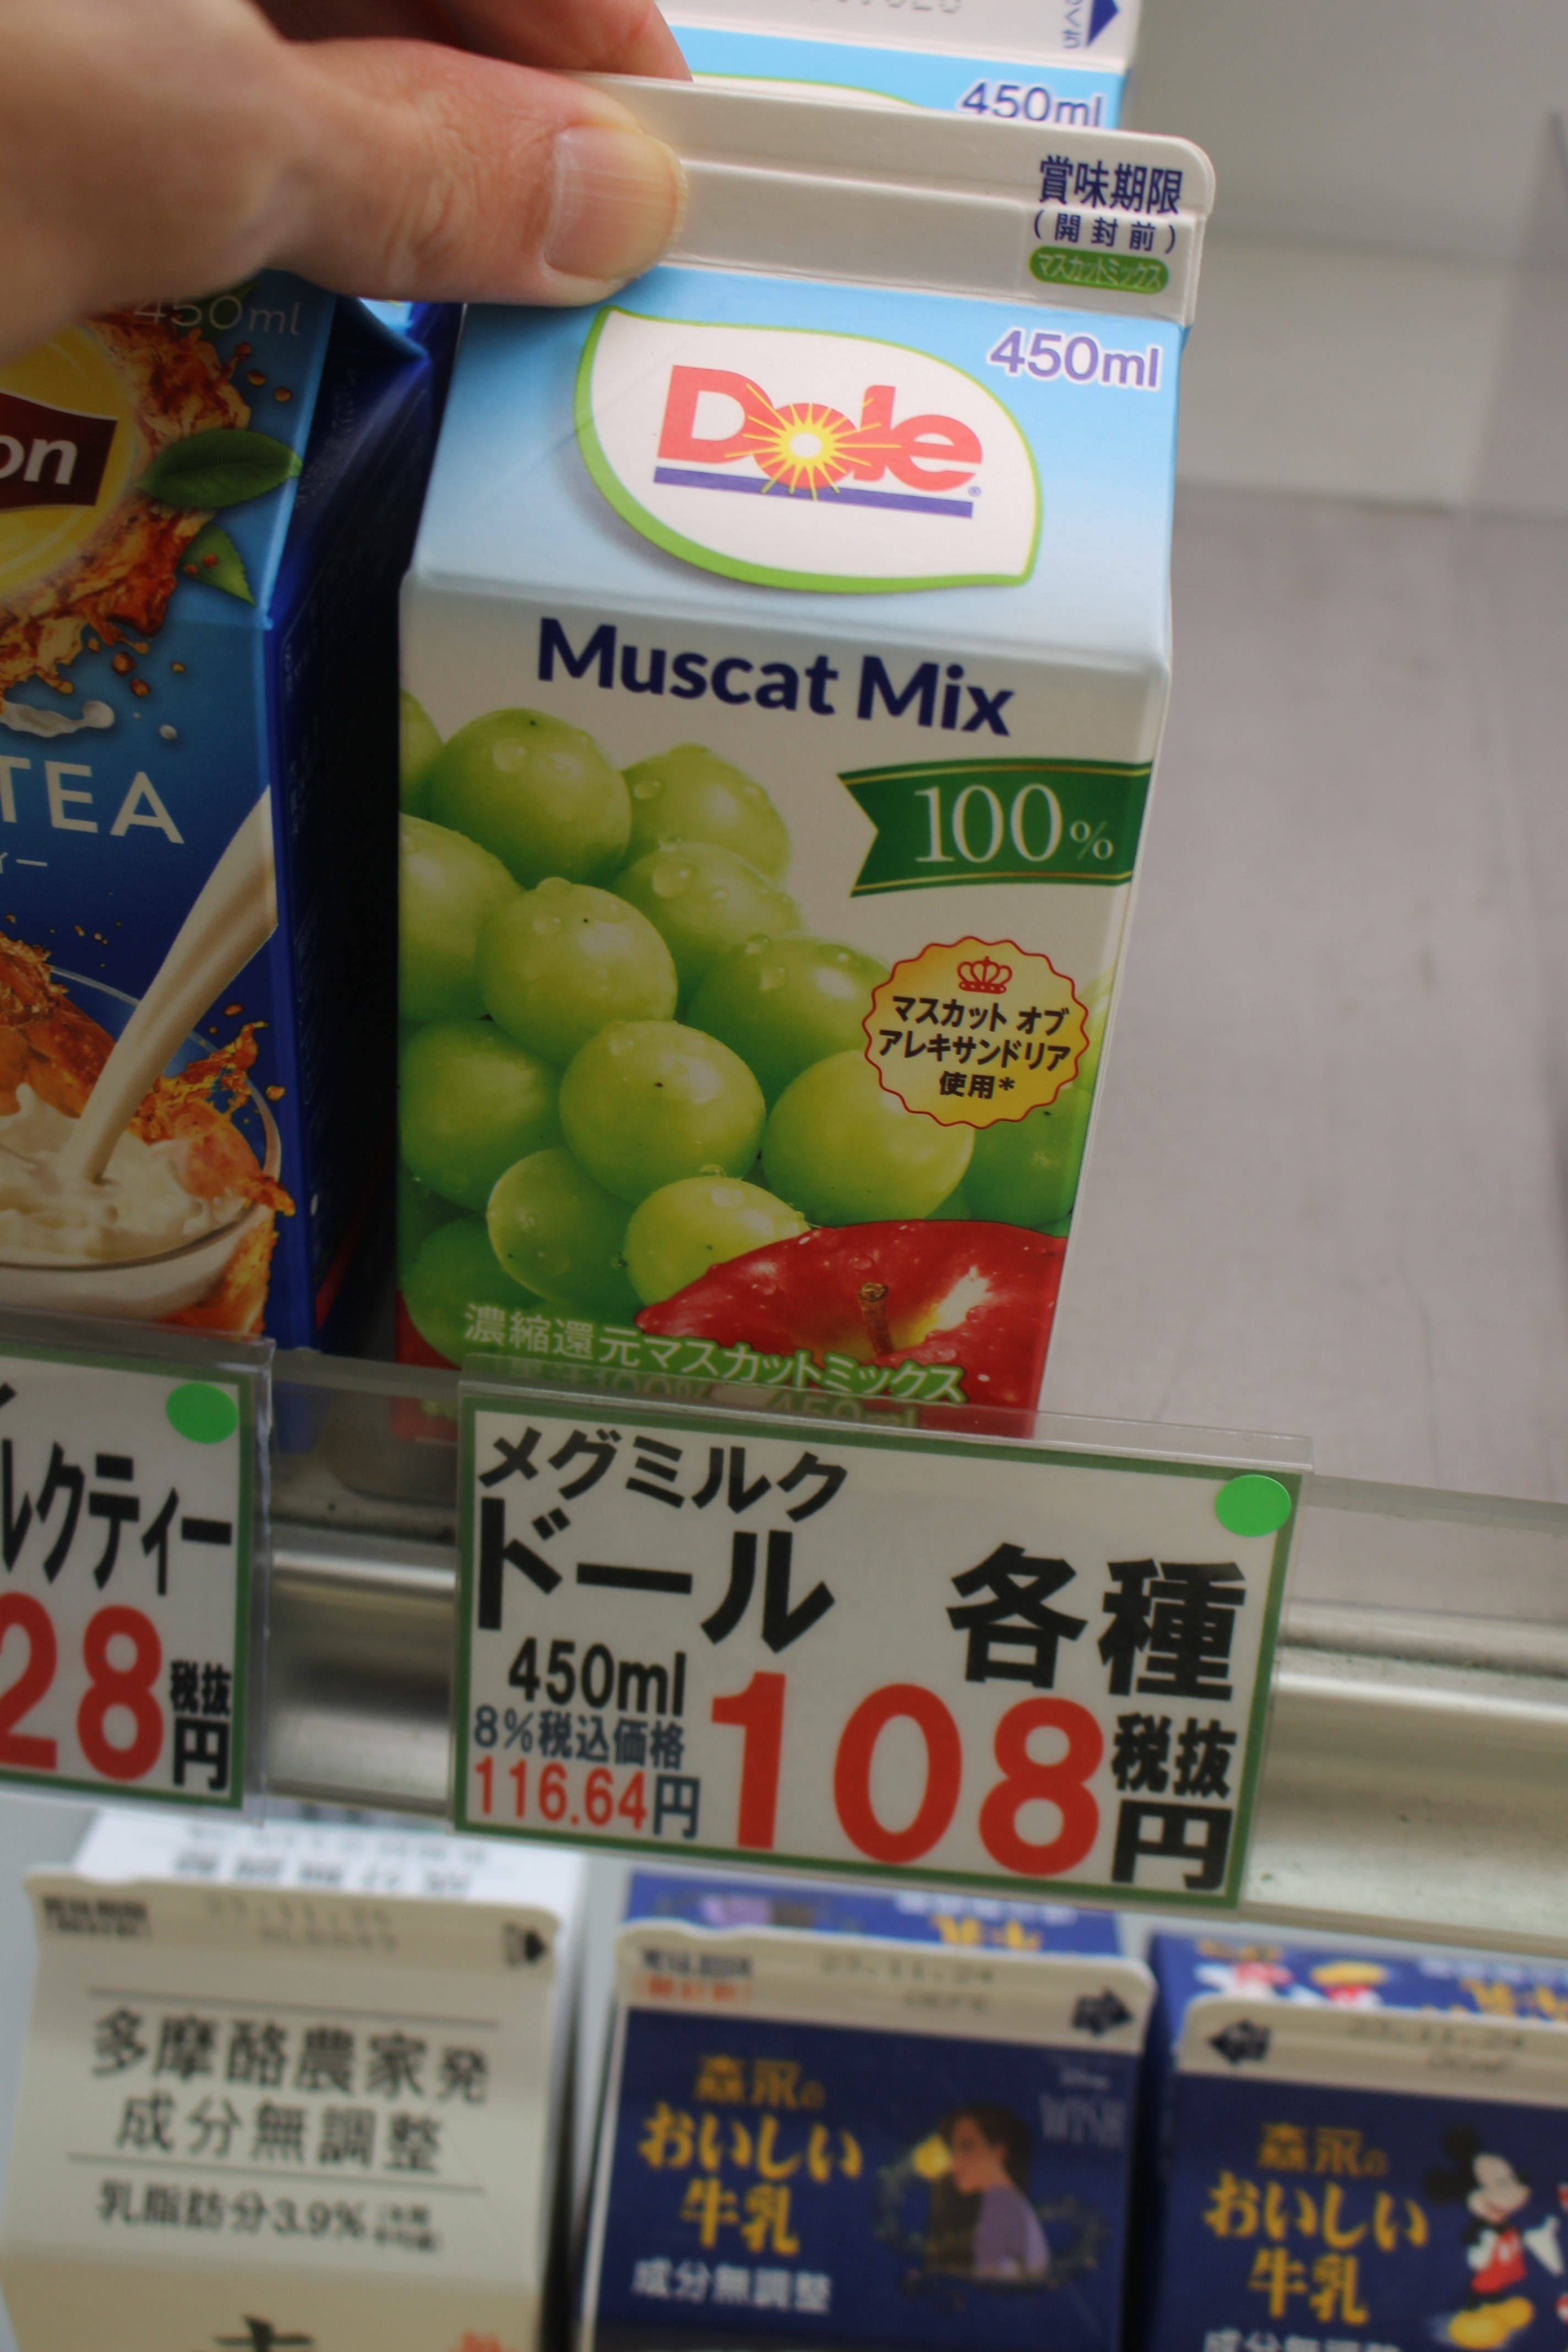 450ml
賞味期限
(開封前)
マスカットミックス
450ml
Dole
Muscat Mix
100%
マスカット オブ
アレキサンドリア
使用*
濃縮還元マスカットミックス
450ml
TEA
メグミルク
ドール 各種
450ml
8%税込価格
116.64円
108
税抜
円
ルクティー
28
税抜
円
多摩酪農家発
成分無調整
乳脂肪分3.9%
森永の
おいしい
牛乳
成分無調整
WISH
森永の
おいしい
牛乳
成分無調整